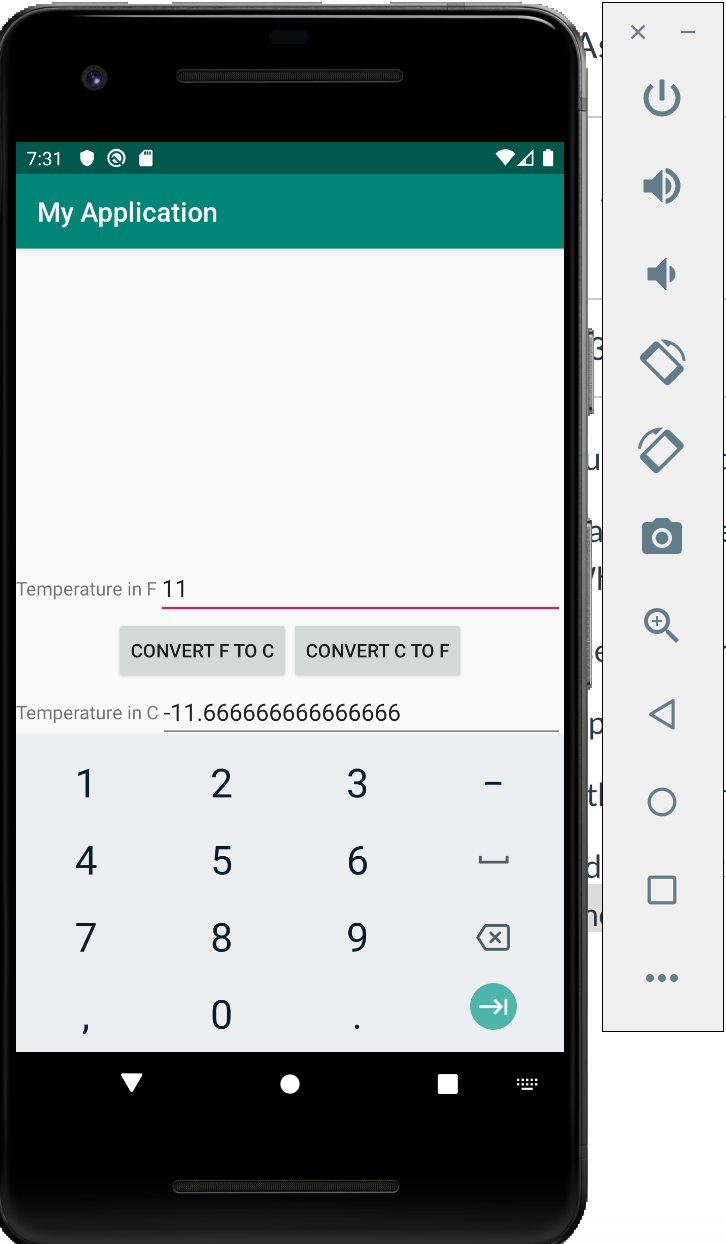 7:31
My Application
Temperature in F 11
CONVERT F TO C CONVERT C TO F
Temperature in C -11.666666666666666
1 2 3 -
4 5 6
7 8 9
, 0 .